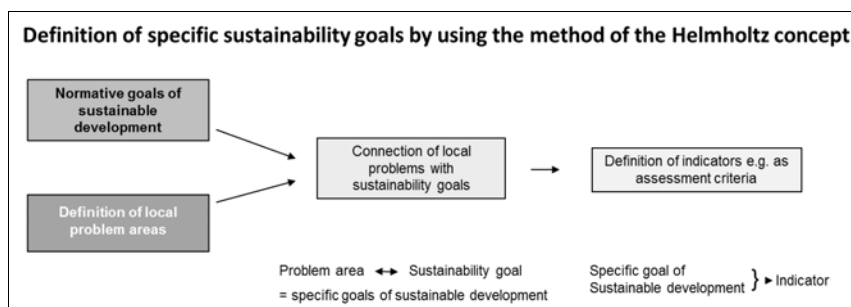 Definition of specific sustainability goals by using the method of the Helmholtz concept
Normative goals of
sustainable
development
Definition of local
problem areas
Connection of local
problems with
sustainability goals
Definition of indicators e.g. as
assessment criteria
Problem area ↔ Sustainability goal
= specific goals of sustainable development
Specific goal of
Sustainable development } ► Indicator